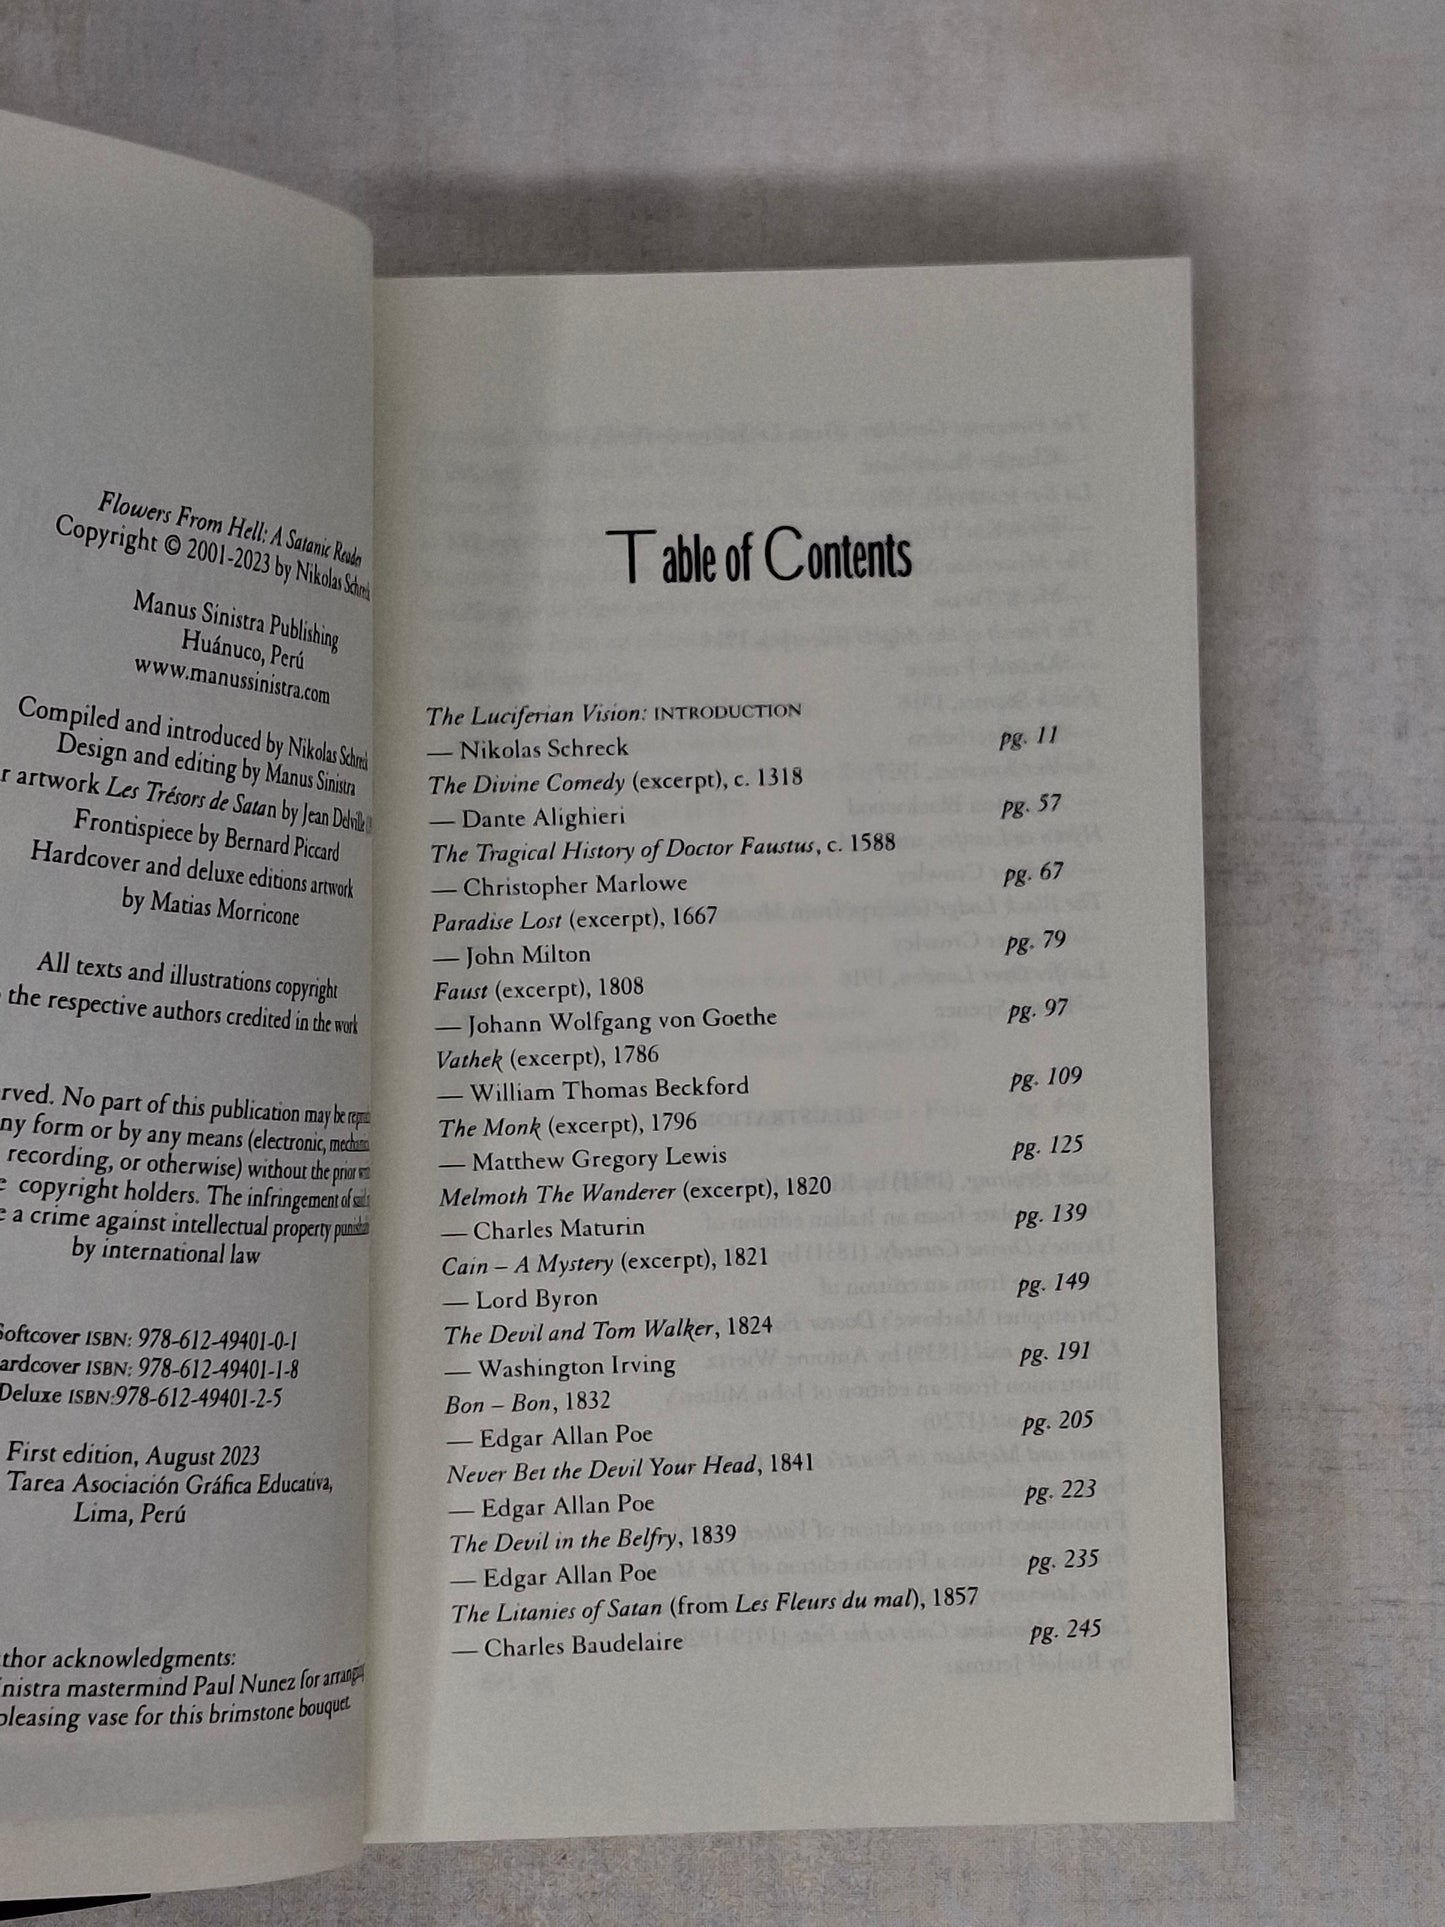 Flowers From Hell: A Satanic Reader
Copyright © 2001-2023 by Nikolas Schreck
Manus Sinistra Publishing
Huánuco, Perú
www.manussinistra.com
Compiled and introduced by Nikolas Schreck
Design and editing by Manus Sinistra
r artwork Les Trésors de Satan by Jean Delville
Frontispiece by Bernard Piccard
Hardcover and deluxe editions artwork
by Matias Morricone
All texts and illustrations copyright
the respective authors credited in the work
rved. No part of this publication may be
ny form or by any means (electronic,
recording, or otherwise) without the prior
e copyright holders. The infringement of
e a crime against intellectual property
by international law
Softcover ISBN: 978-612-49401-0-1
ardcover ISBN: 978-612-49401-1-8
Deluxe ISBN:978-612-49401-2-5
First edition, August 2023
Tarea Asociación Gráfica Educativa,
Lima, Perú
thor acknowledgments:
nistra mastermind Paul Nunez for arranging
pleasing vase for this brimstone bouquet.
Table of Contents
The Luciferian Vision: INTRODUCTION
— Nikolas Schreck pg. 11
The Divine Comedy (excerpt), c. 1318
— Dante Alighieri pg. 57
The Tragical History of Doctor Faustus, c. 1588
— Christopher Marlowe pg. 67
Paradise Lost (excerpt), 1667
— John Milton pg. 79
Faust (excerpt), 1808
— Johann Wolfgang von Goethe pg. 97
Vathek (excerpt), 1786
— William Thomas Beckford pg. 109
The Monk (excerpt), 1796
— Matthew Gregory Lewis pg. 125
Melmoth The Wanderer (excerpt), 1820
— Charles Maturin pg. 139
Cain – A Mystery (excerpt), 1821
— Lord Byron pg. 149
The Devil and Tom Walker, 1824
— Washington Irving pg. 191
Bon – Bon, 1832
— Edgar Allan Poe pg. 205
Never Bet the Devil Your Head, 1841
— Edgar Allan Poe pg. 223
The Devil in the Belfry, 1839
— Edgar Allan Poe pg. 235
The Litanies of Satan (from Les Fleurs du mal), 1857
— Charles Baudelaire pg. 245